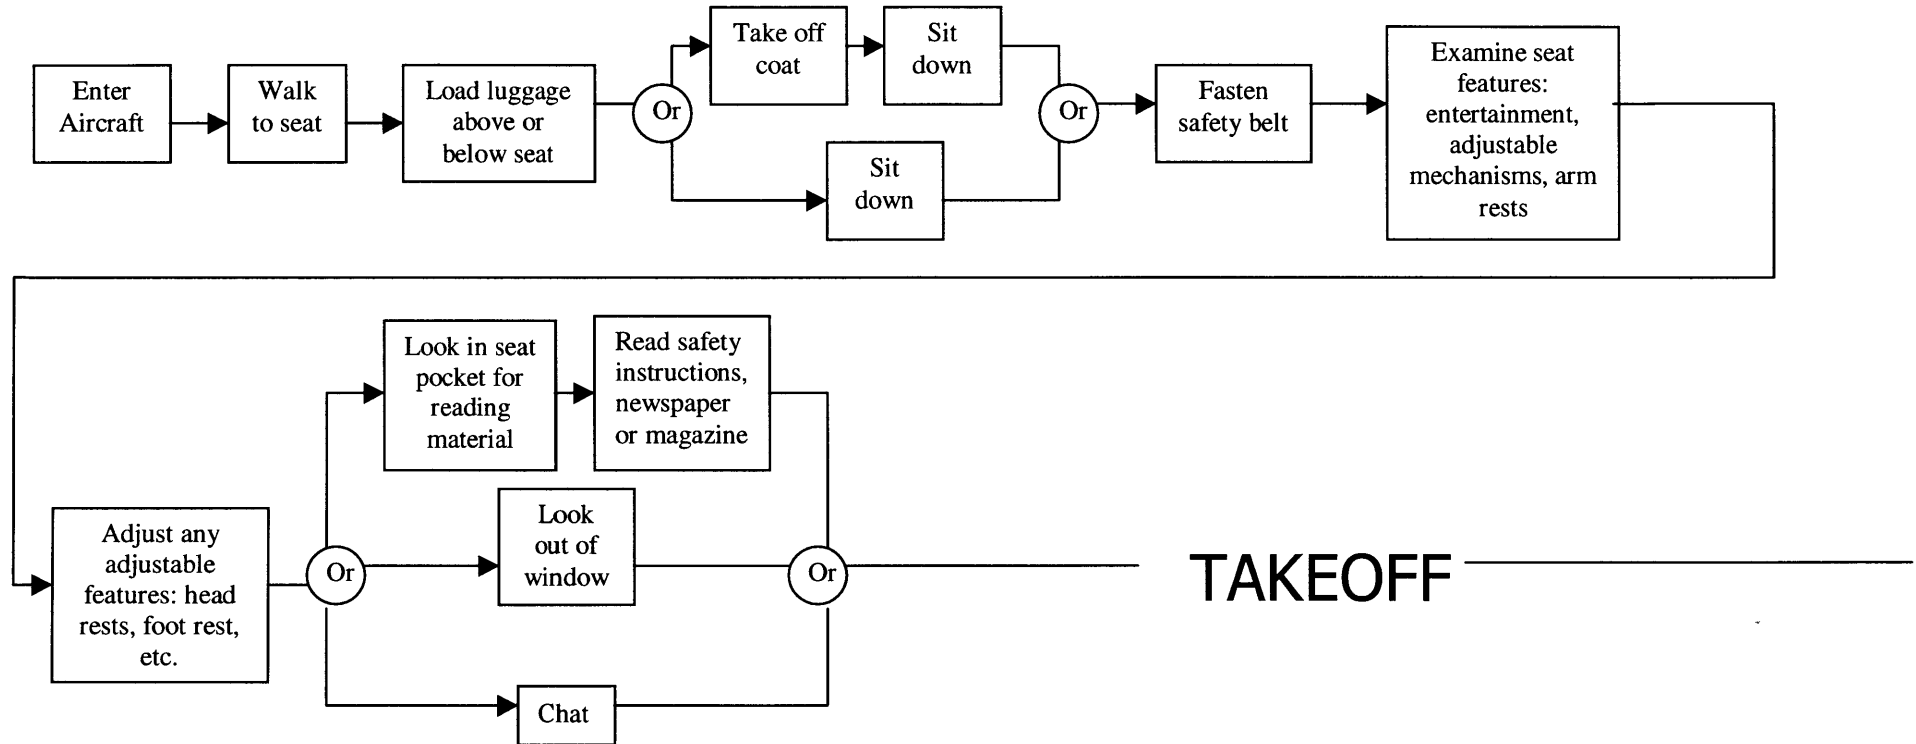 Enter
Aircraft
Walk
to seat
Load luggage
above or
below seat
Or
Take off
coat
Sit
down
Sit
down
Or
Fasten
safety belt
Examine seat
features:
entertainment,
adjustable
mechanisms, arm
rests
Adjust any
adjustable
features: head
rests, foot rest,
etc.
Or
Look in seat
pocket for
reading
material
Read safety
instructions,
newspaper
or magazine
Look
out of
window
Chat
Or
TAKEOFF